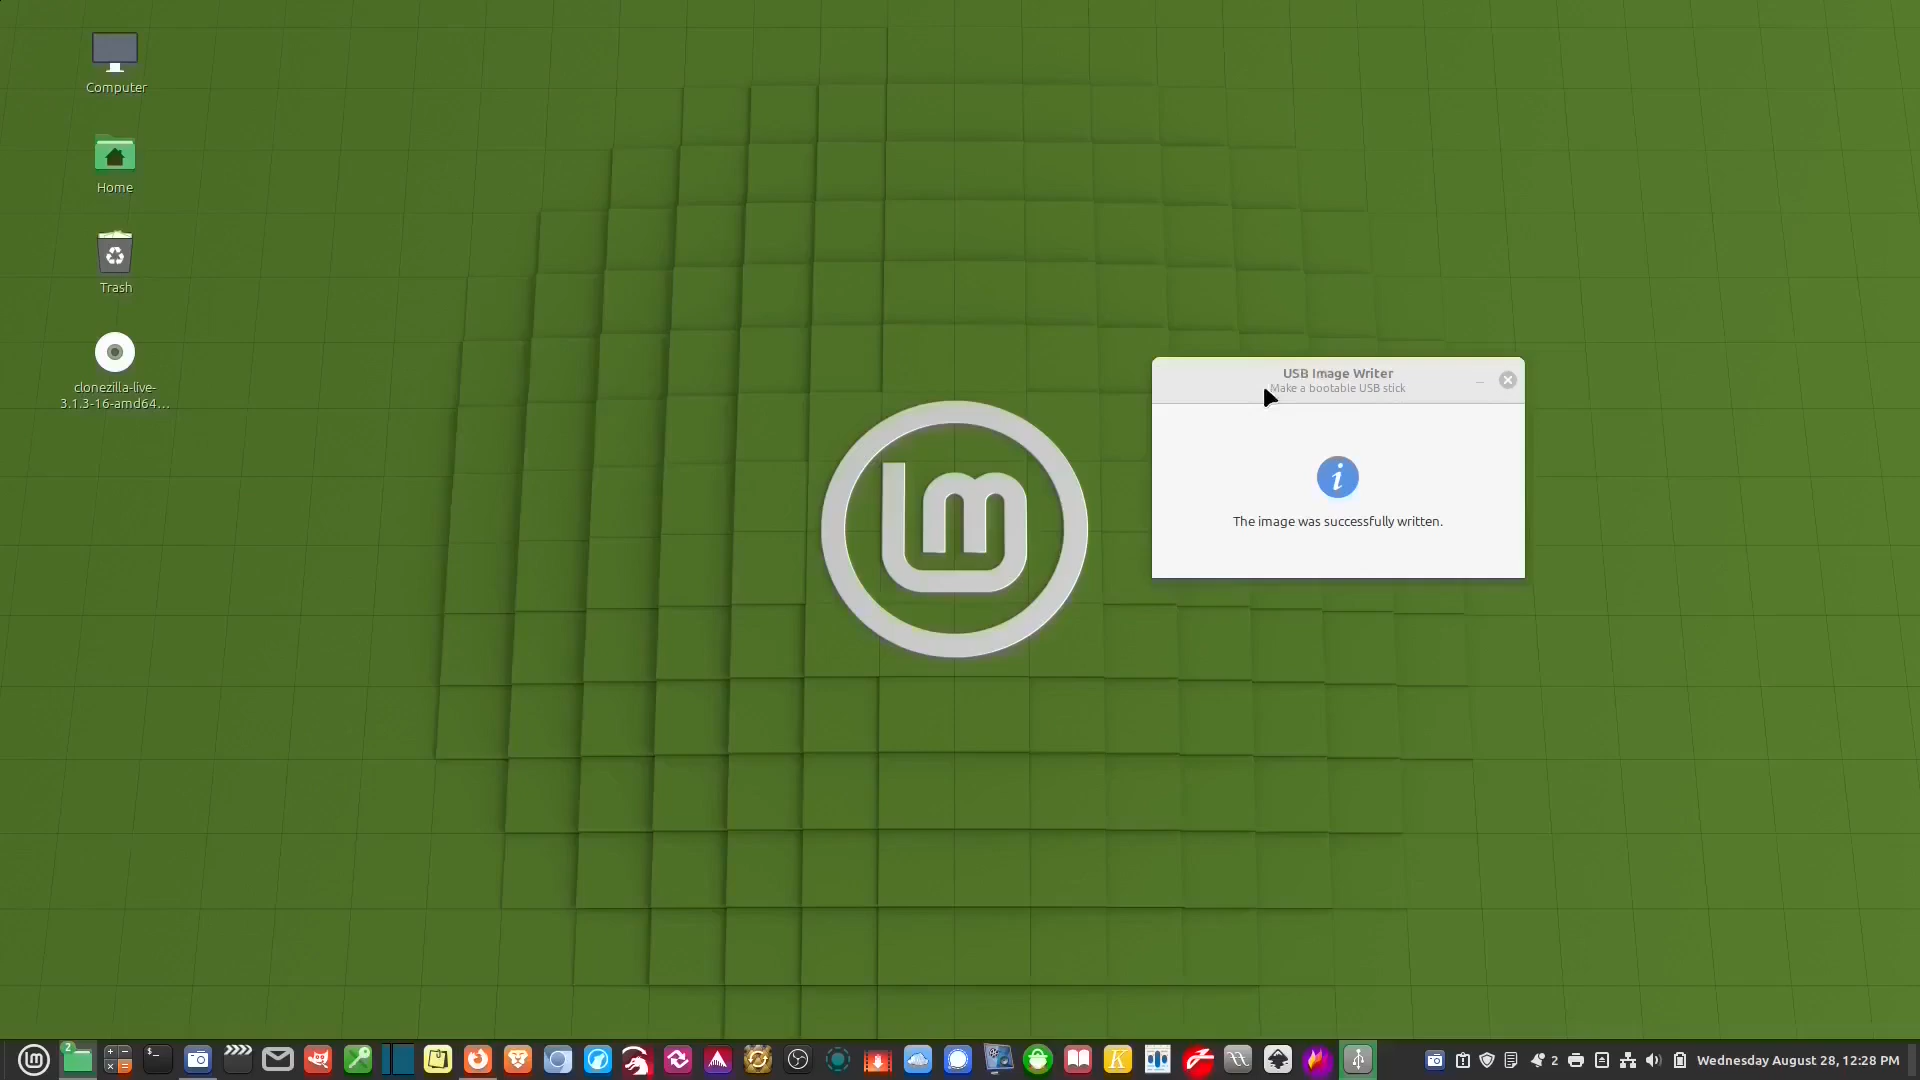 Computer
Home
Trash
clonezilla-live-
3.1.3-16-amd64...
USB Image Writer
Make a bootable USB stick
The image was successfully written.
2
2
Wednesday August 28, 12:28 PM